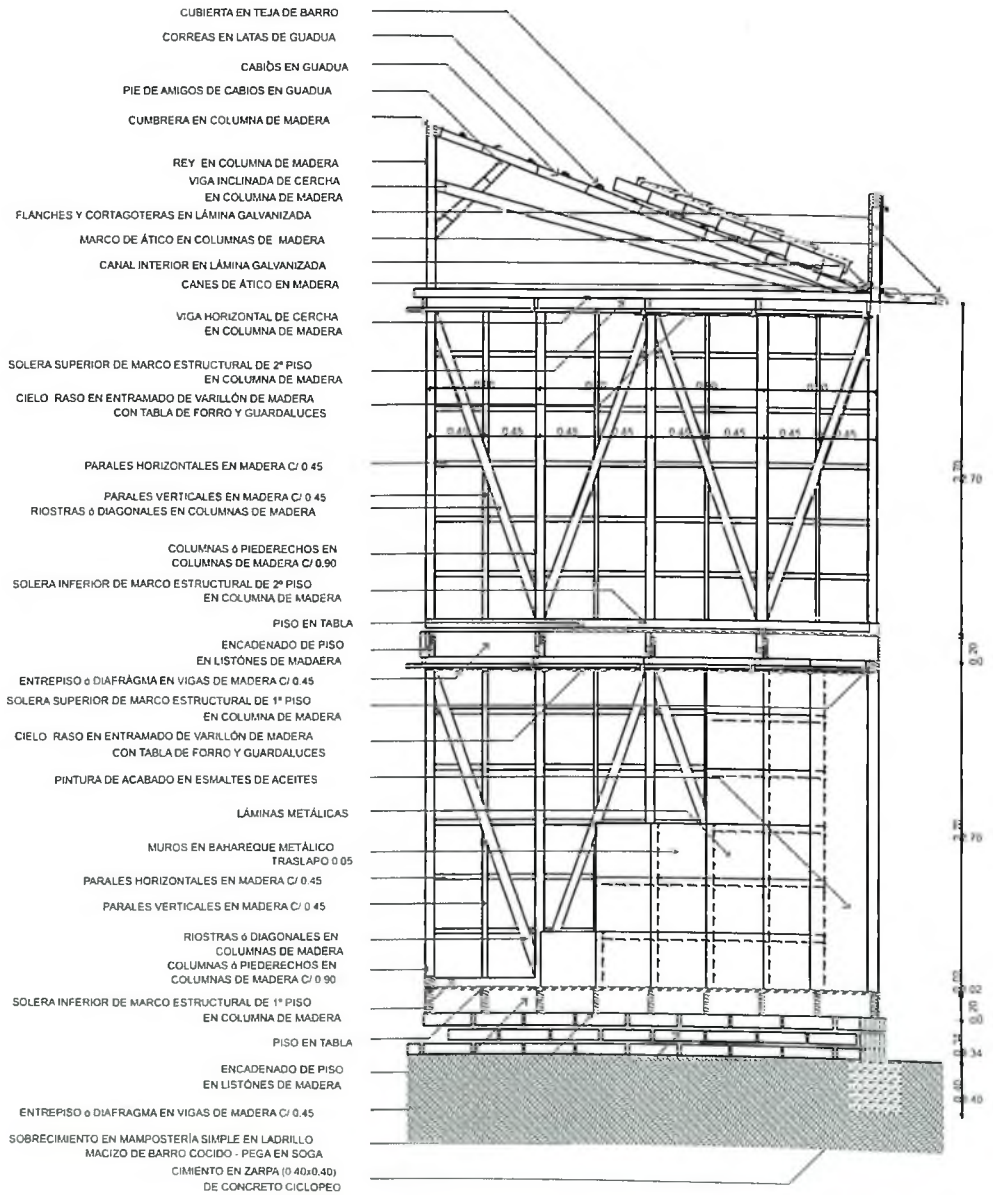 CUBIERTA EN TEJA DE BARRO
CORREAS EN LATAS DE GUADUA
CABIOS EN GUADUA
PIE DE AMIGOS DE CABIOS EN GUADUA
CUMBRERA EN COLUMNA DE MADERA
REY EN COLUMNA DE MADERA
VIGA INCLINADA DE CERCHA
EN COLUMNA DE MADERA
FLANCHES Y CORTAGOTERAS EN LÁMINA GALVANIZADA
MARCO DE ÁTICO EN COLUMNAS DE MADERA
CANAL INTERIOR EN LÁMINA GALVANIZADA
CANES DE ÁTICO EN MADERA
VIGA HORIZONTAL DE CERCHA
EN COLUMNA DE MADERA
SOLERA SUPERIOR DE MARCO ESTRUCTURAL DE 2º PISO
EN COLUMNA DE MADERA
CIELO RASO EN ENTRAMADO DE VARILLÓN DE MADERA
CON TABLA DE FORRO Y GUARDALUCES
0.45 0.45 0.45 0.45 0.45 0.45 0.45 0.45
PARALES HORIZONTALES EN MADERA C/ 0.45
2.70
PARALES VERTICALES EN MADERA C/ 0.45
RIOSTRAS ó DIAGONALES EN COLUMNAS DE MADERA
COLUMNAS ó PIEDERECHOS EN
COLUMNAS DE MADERA C/ 0.90
SOLERA INFERIOR DE MARCO ESTRUCTURAL DE 2º PISO
EN COLUMNA DE MADERA
PISO EN TABLA
ENCADENADO DE PISO
EN LISTÓNES DE MADAERA
ENTREPISO ó DIAFRÁGMA EN VIGAS DE MADERA C/ 0.45
SOLERA SUPERIOR DE MARCO ESTRUCTURAL DE 1º PISO
EN COLUMNA DE MADERA
CIELO RASO EN ENTRAMADO DE VARILLÓN DE MADERA
CON TABLA DE FORRO Y GUARDALUCES
PINTURA DE ACABADO EN ESMALTES DE ACEITES
LÁMINAS METÁLICAS
2.70
MUROS EN BAHAREQUE METÁLICO
TRASLAPO 0.05
PARALES HORIZONTALES EN MADERA C/ 0.45
PARALES VERTICALES EN MADERA C/ 0.45
RIOSTRAS ó DIAGONALES EN
COLUMNAS DE MADERA
COLUMNAS ó PIEDERECHOS EN
COLUMNAS DE MADERA C/ 0.90
0.02
SOLERA INFERIOR DE MARCO ESTRUCTURAL DE 1º PISO
EN COLUMNA DE MADERA
PISO EN TABLA
0.34
ENCADENADO DE PISO
EN LISTÓNES DE MADERA
0.40
ENTREPISO ó DIAFRAGMA EN VIGAS DE MADERA C/ 0.45
SOBRECIMIENTO EN MAMPOSTERÍA SIMPLE EN LADRILLO
MACIZO DE BARRO COCIDO - PEGA EN SOGA
CIMIENTO EN ZARPA (0.40x0.40)
DE CONCRETO CICLOPEO